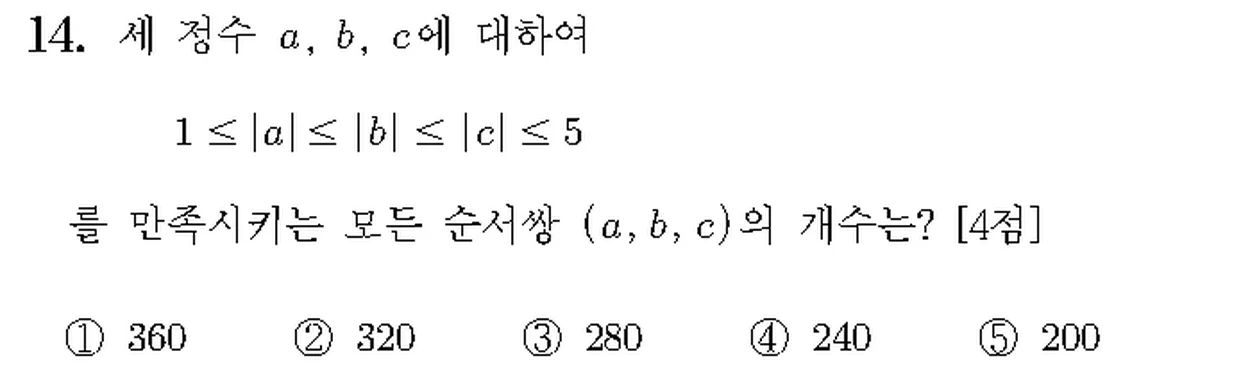 14. 세 정수 a, b, c에 대하여
1 ≤ |a| ≤ |b| ≤ |c| ≤ 5
를 만족시키는 모든 순서쌍 (a, b, c)의 개수는? [4점]
① 360 ② 320 ③ 280 ④ 240 ⑤ 200